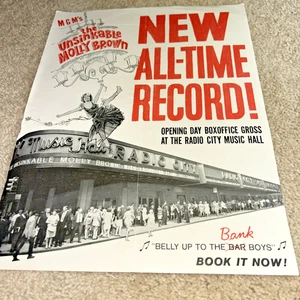 MGM's
the
Unsinkable
MOLLY BROWN
NEW
ALL-TIME
RECORD!
OPENING DAY BOXOFFICE GROSS
AT THE RADIO CITY MUSIC HALL
Music Hall RADIO
UNSINKABLE MOLLY BROWN
Bank
"BELLY UP TO THE BAR BOYS"
BOOK IT NOW!